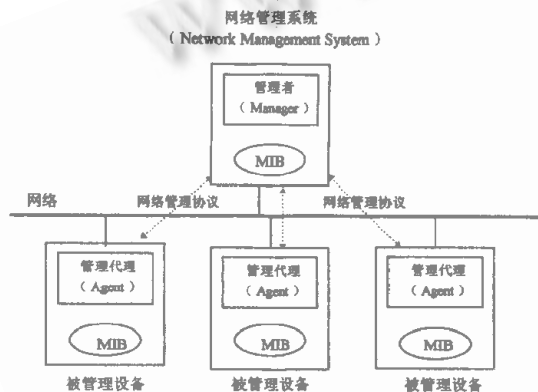 网络管理系统
( Network Management System )
管理者
( Manager )
MIB
网络
网络管理协议
网络管理协议
管理代理
( Agent )
MIB
管理代理
( Agent )
MIB
管理代理
( Agent )
MIB
被管理设备
被管理设备
被管理设备